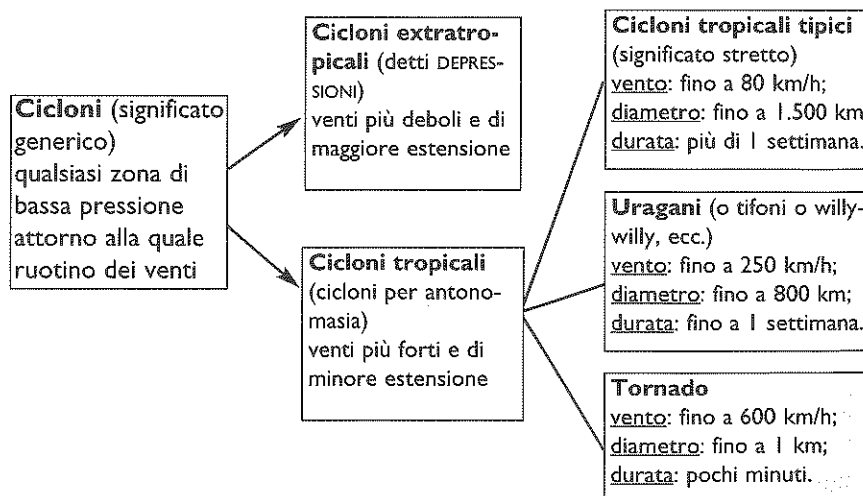 Cicloni (significato
generico)
qualsiasi zona di
bassa pressione
attorno alla quale
ruotino dei venti
Cicloni extratro-
picali (detti DEPRES-
SIONI)
venti più deboli e di
maggiore estensione
Cicloni tropicali
(cicloni per antono-
masia)
venti più forti e di
minore estensione
Cicloni tropicali tipici
(significato stretto)
vento: fino a 80 km/h;
diametro: fino a 1.500 km
durata: più di 1 settimana.
Uragani (o tifoni o willy-
willy, ecc.)
vento: fino a 250 km/h;
diametro: fino a 800 km;
durata: fino a 1 settimana.
Tornado
vento: fino a 600 km/h;
diametro: fino a 1 km;
durata: pochi minuti.